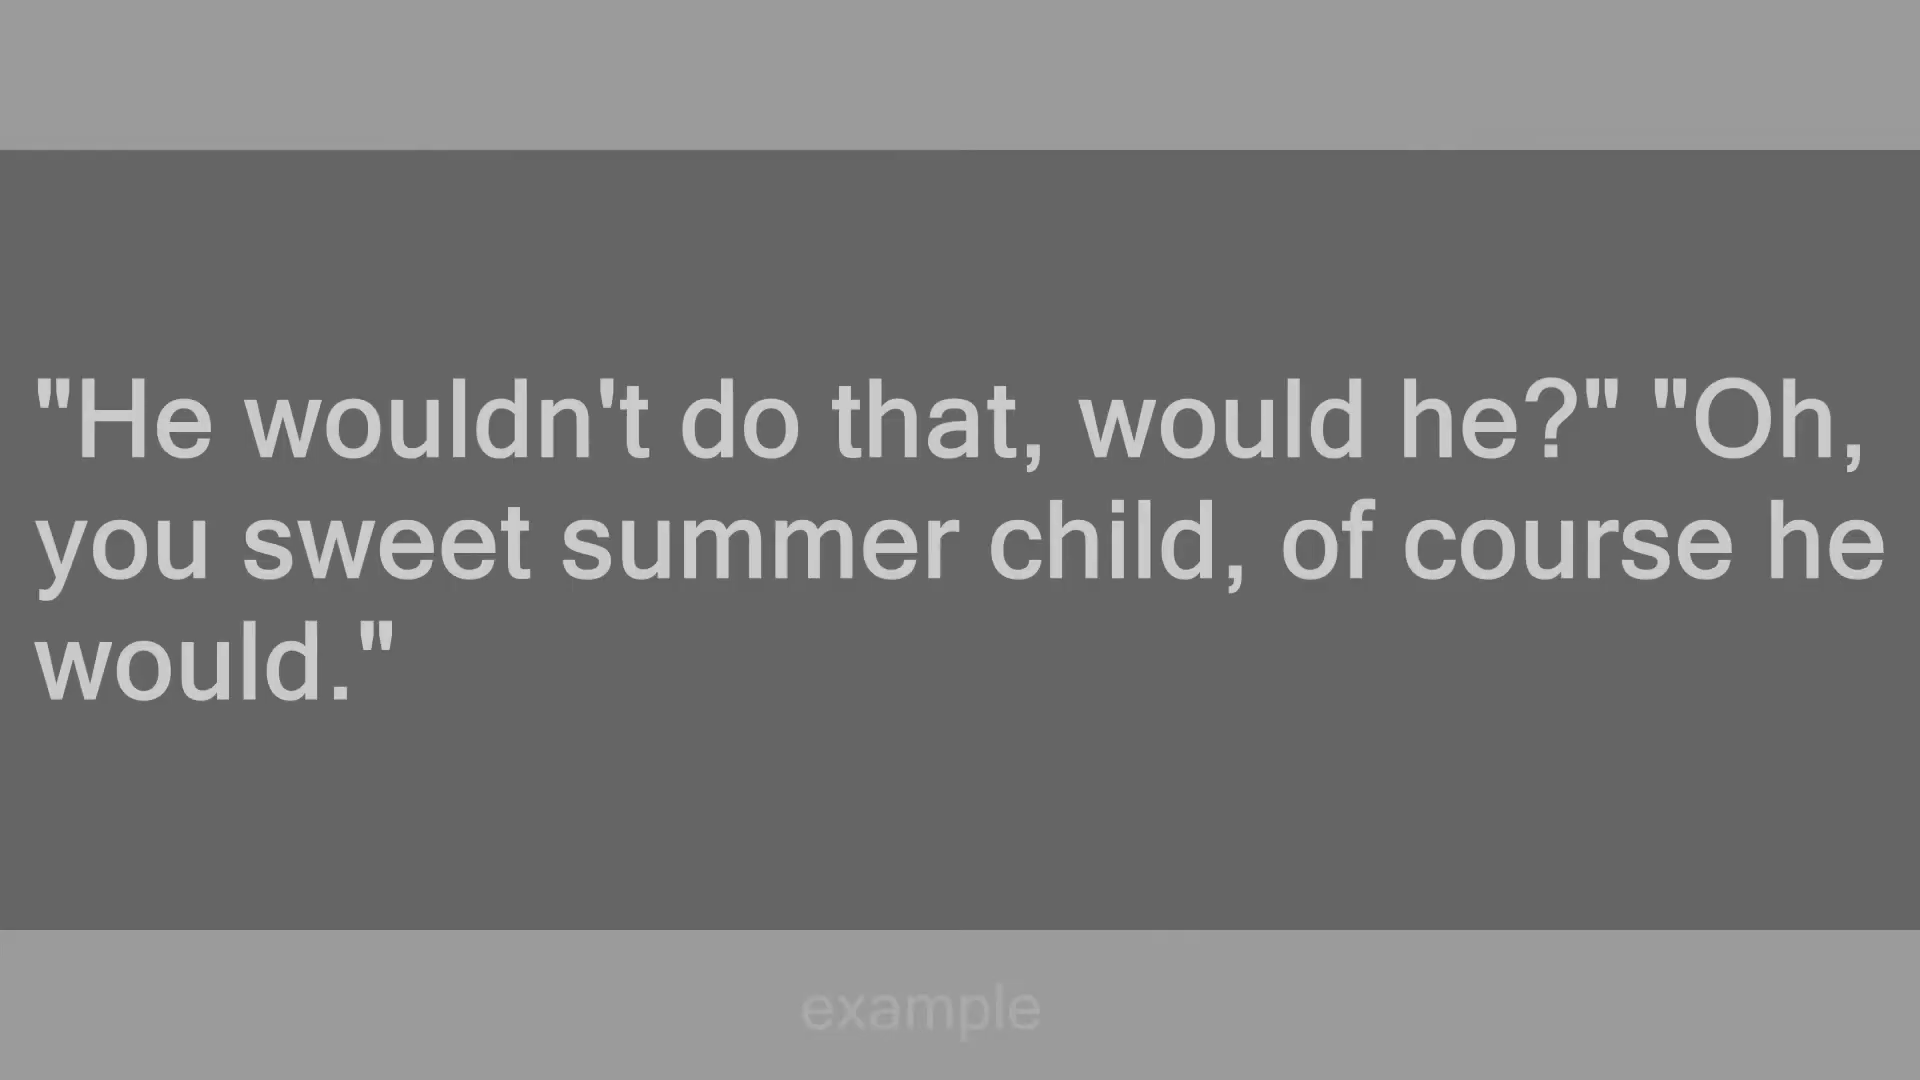 "He wouldn't do that, would he?" "Oh,
you sweet summer child, of course he
would."
example